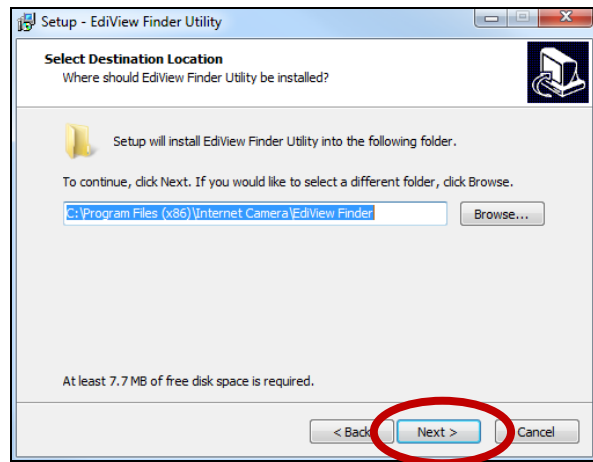 Setup - EdiView Finder Utility
Select Destination Location
Where should EdiView Finder Utility be installed?
Setup will install EdiView Finder Utility into the following folder.
To continue, click Next. If you would like to select a different folder, click Browse.
C:\Program Files (x86)\Internet Camera\EdiView Finder
Browse...
At least 7.7 MB of free disk space is required.
< Back
Next >
Cancel